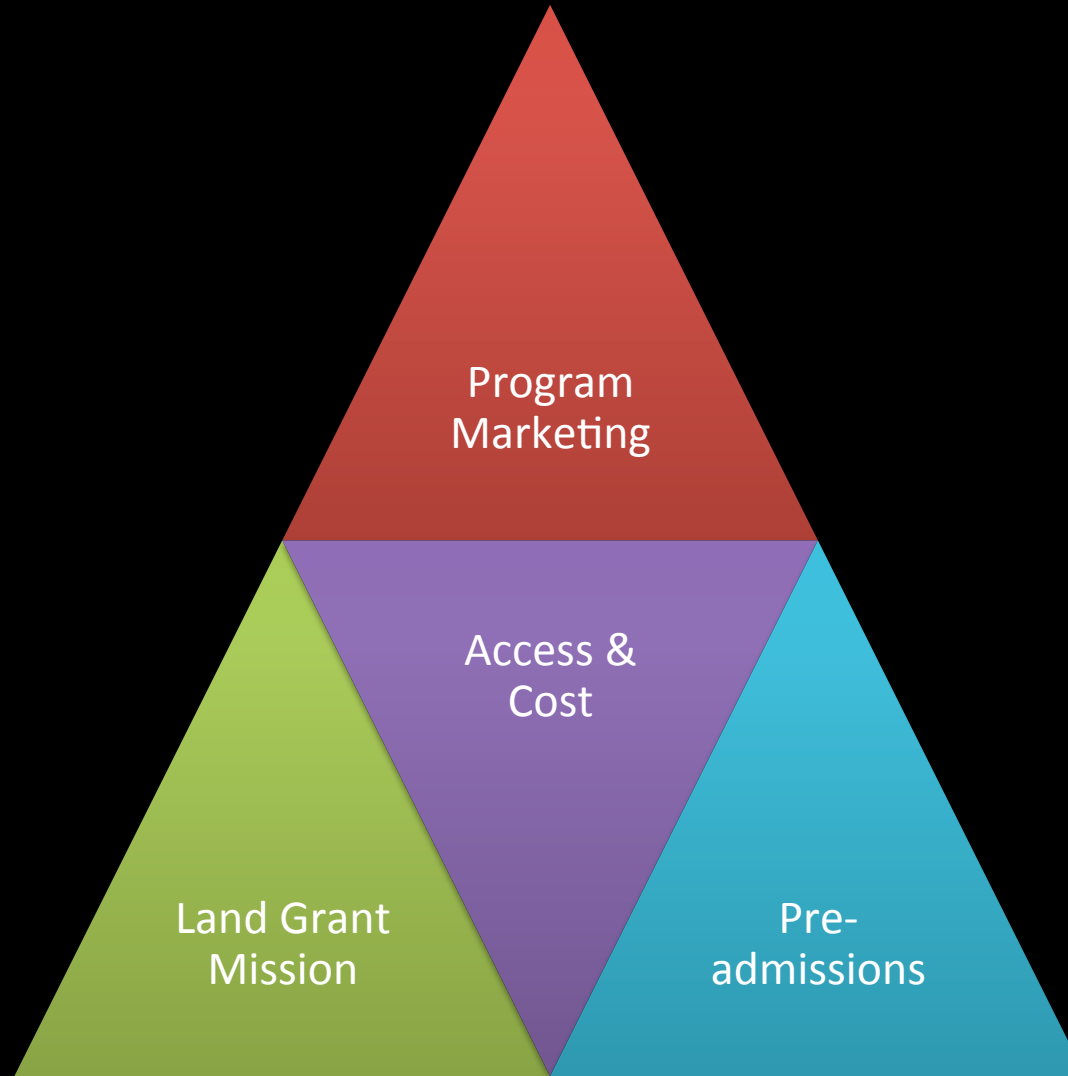 Program
Marketing
Access &
Cost
Land Grant
Mission
Pre-
admissions